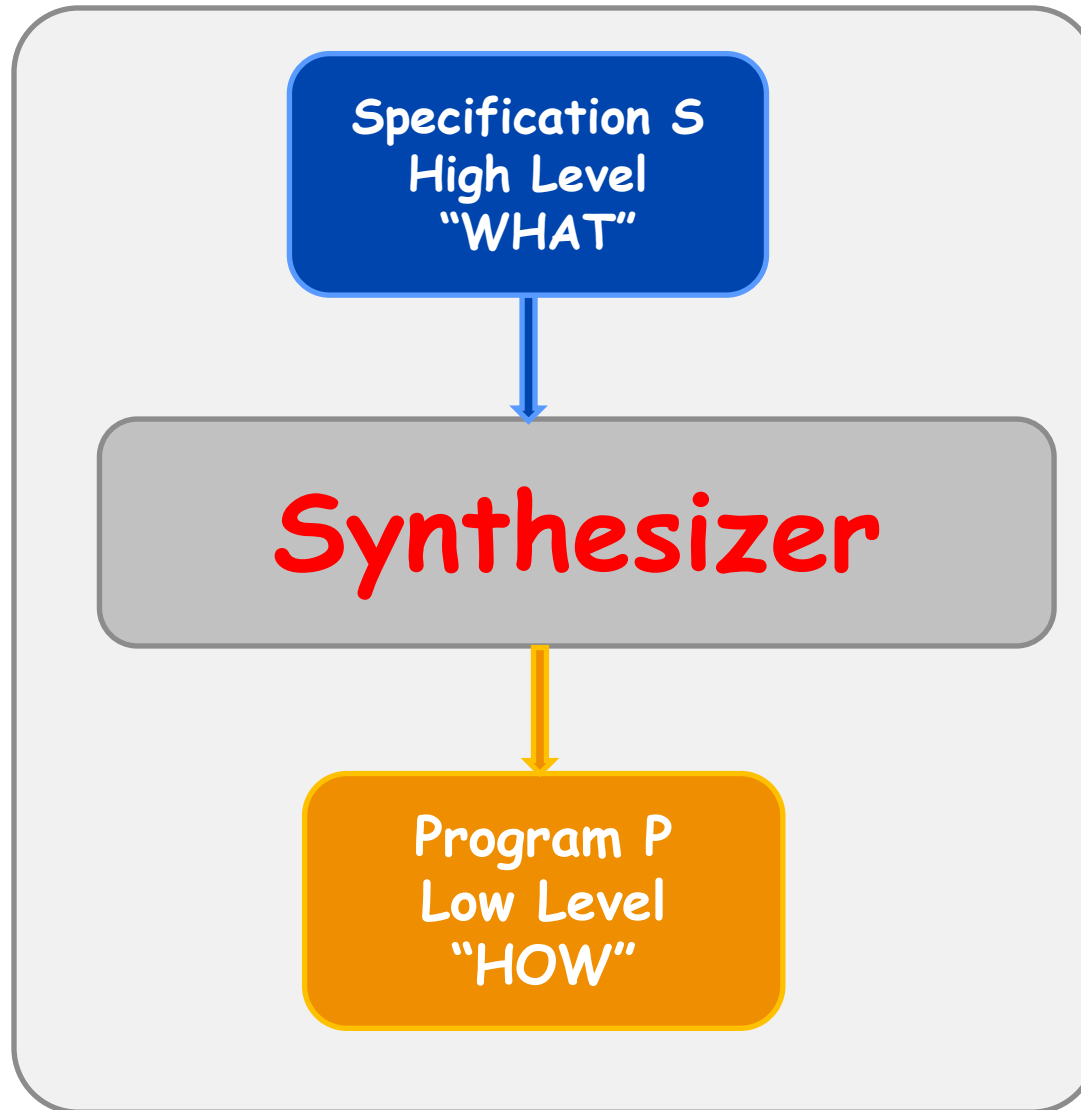 Specification S
High Level
“WHAT”
Synthesizer
Program P
Low Level
“HOW”